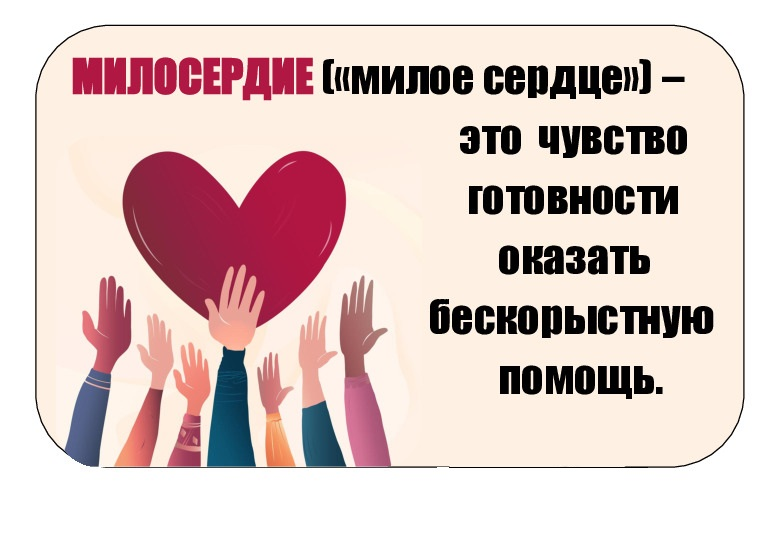 МИЛОСЕРДИЕ («милое сердце») –
это чувство
готовности
оказать
бескорыстную
помощь.